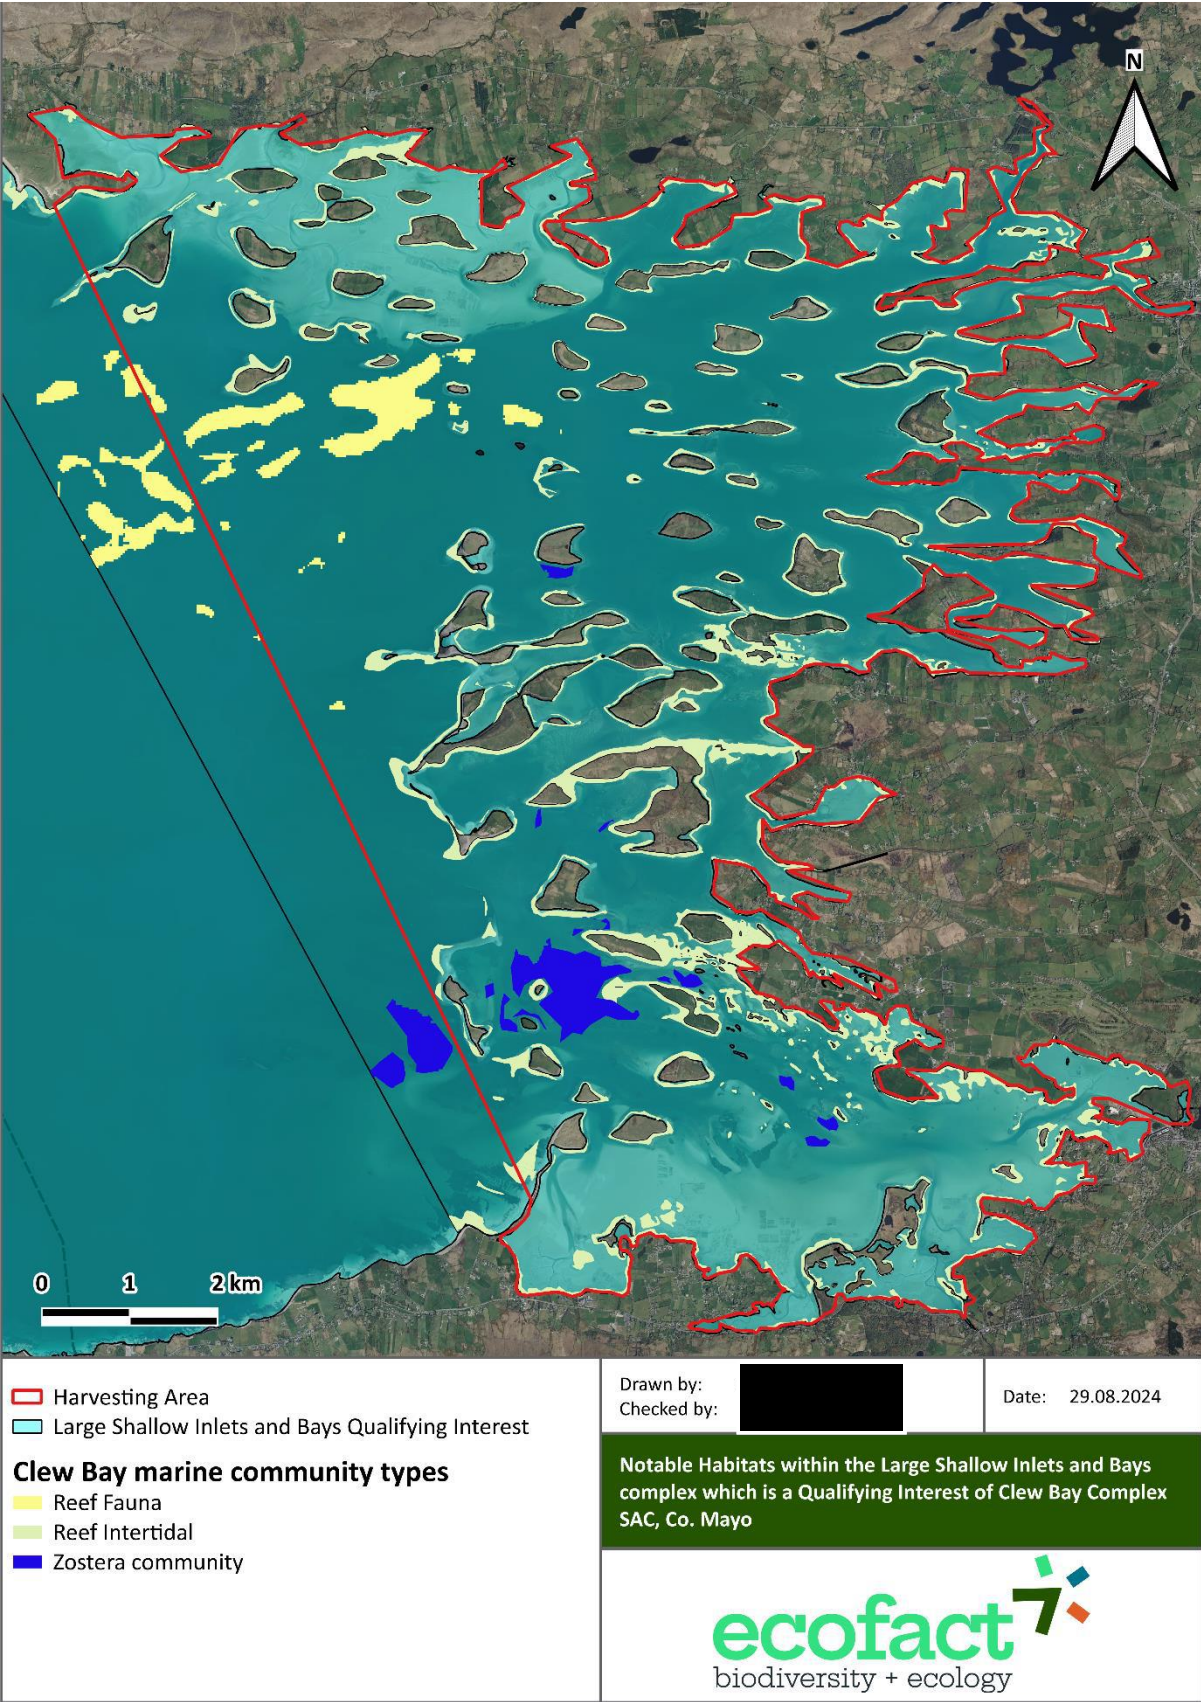 N
0 1 2 km
Harvesting Area
Large Shallow Inlets and Bays Qualifying Interest
Clew Bay marine community types
Reef Fauna
Reef Intertidal
Zostera community
Drawn by:
Checked by:
Date: 29.08.2024
Notable Habitats within the Large Shallow Inlets and Bays
complex which is a Qualifying Interest of Clew Bay Complex
SAC, Co. Mayo
ecofact
biodiversity + ecology